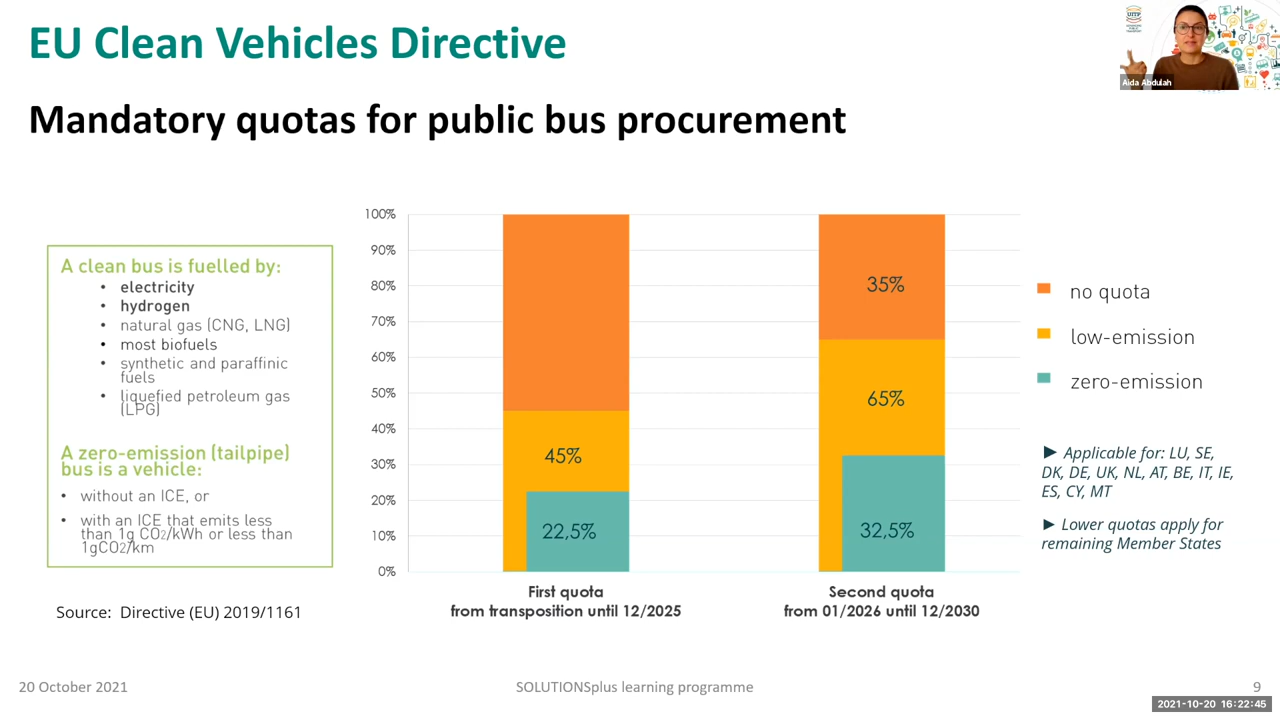 EU Clean Vehicles Directive
UITP
Aida Abdulah
Mandatory quotas for public bus procurement
A clean bus is fuelled by:
• electricity
• hydrogen
• natural gas (CNG, LNG)
• most biofuels
• synthetic and paraffinic
fuels
• liquefied petroleum gas
(LPG)
A zero-emission (tailpipe)
bus is a vehicle:
• without an ICE, or
• with an ICE that emits less
than 1g CO2/kWh or less than
1gCO2/km
Source: Directive (EU) 2019/1161
100%
90%
80%
70%
60%
50%
40%
30%
20%
10%
0%
45%
22,5%
35%
65%
32,5%
First quota
from transposition until 12/2025
Second quota
from 01/2026 until 12/2030
no quota
low-emission
zero-emission
► Applicable for: LU, SE,
DK, DE, UK, NL, AT, BE, IT, IE,
ES, CY, MT
► Lower quotas apply for
remaining Member States
20 October 2021
SOLUTIONSplus learning programme
9
2021-10-20 16:22:45